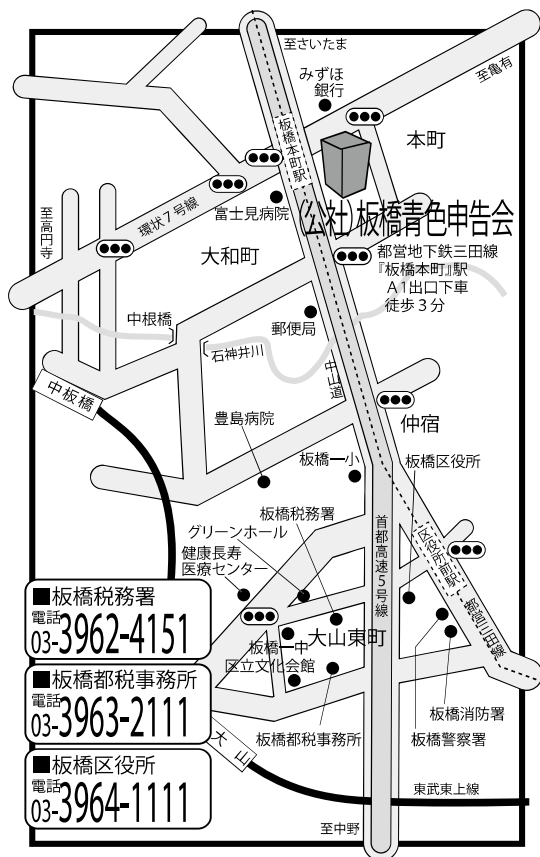 至さいたま
みずほ
銀行
至亀有
本町
板橋本町駅
(公社)板橋青色申告会
都営地下鉄三田線
『板橋本町』駅
A1出口下車
徒歩3分
環状7号線
富士見病院
至高円寺
大和町
中根橋
石神井川
郵便局
中山道
中板橋
仲宿
豊島病院
板橋一小
板橋区役所
板橋税務署
グリーンホール
健康長寿
医療センター
首都高速5号線
区役所前駅
都営三田線
大山東町
板橋一中
区立文化会館
板橋都税事務所
板橋消防署
板橋警察署
大山
東武東上線
至中野
■板橋税務署
電話
03-3962-4151
■板橋都税事務所
電話
03-3963-2111
■板橋区役所
電話
03-3964-1111